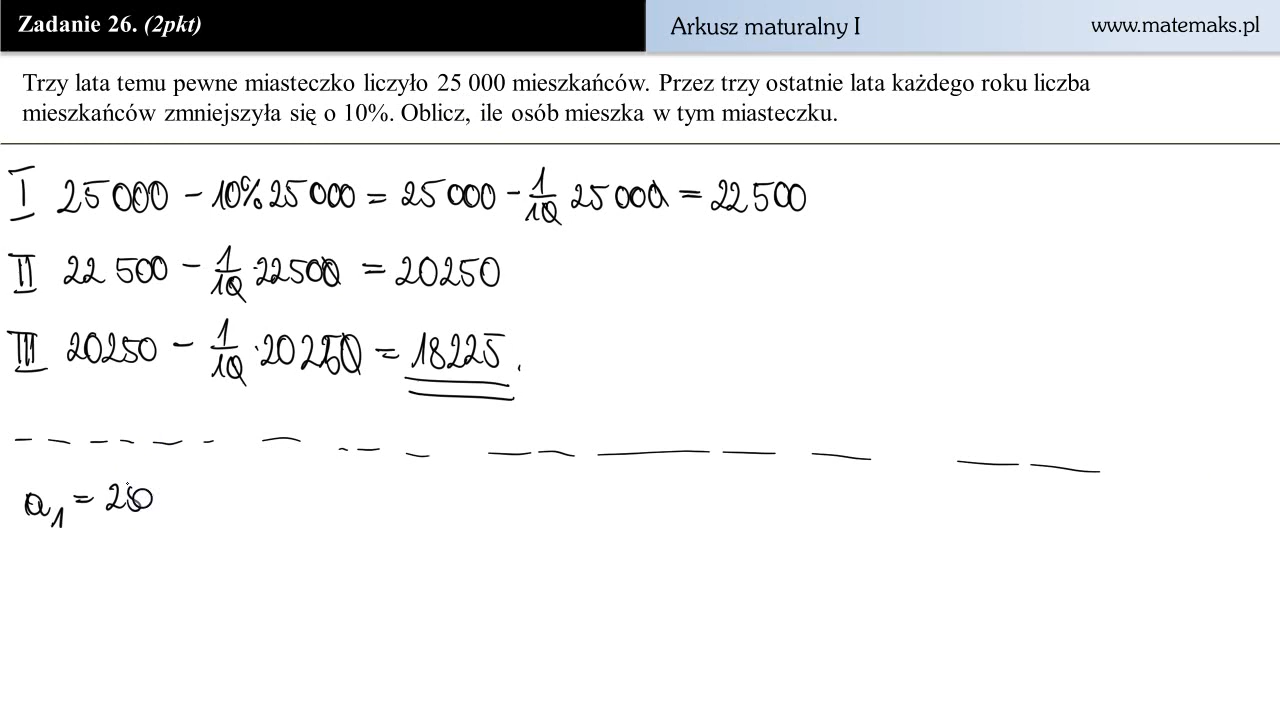 Zadanie 26. (2pkt)
Arkusz maturalny I
www.matemaks.pl
Trzy lata temu pewne miasteczko liczyło 25 000 mieszkańców. Przez trzy ostatnie lata każdego roku liczba
mieszkańców zmniejszyła się o 10%. Oblicz, ile osób mieszka w tym miasteczku.
I 25 000 - 10% 25 000 = 25 000 - 1/10 25 000 = 22 500
II 22 500 - 1/10 · 22500 = 20250
III 20250 - 1/10 · 20250 = 18225.
a₁ =